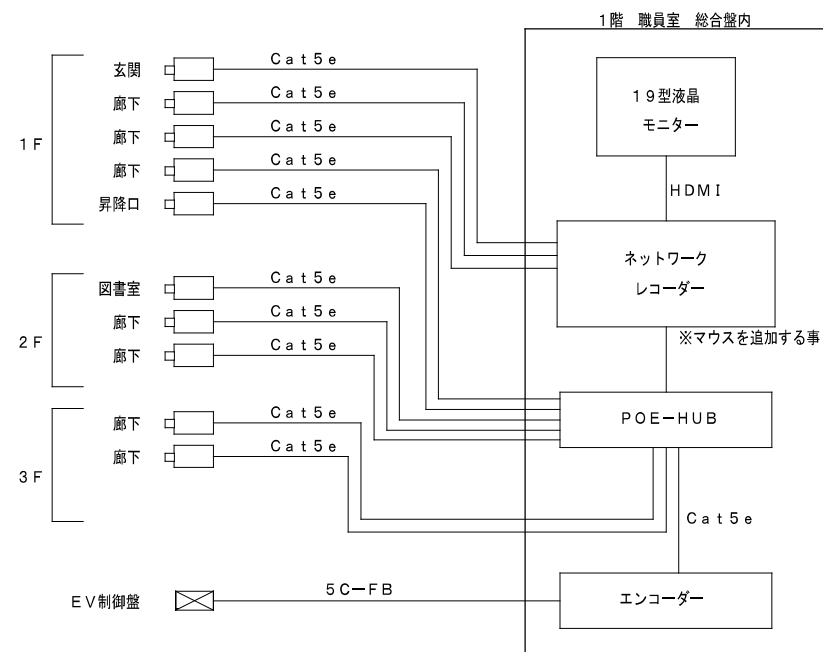 1階　職員室　総合盤内
1F
玄関
Cat5e
廊下
Cat5e
廊下
Cat5e
廊下
Cat5e
昇降口
Cat5e
19型液晶
モニター
HDMI
ネットワーク
レコーダー
※マウスを追加する事
2F
図書室
Cat5e
廊下
Cat5e
廊下
Cat5e
POE-HUB
3F
廊下
Cat5e
廊下
Cat5e
Cat5e
EV制御盤
5C-FB
エンコーダー